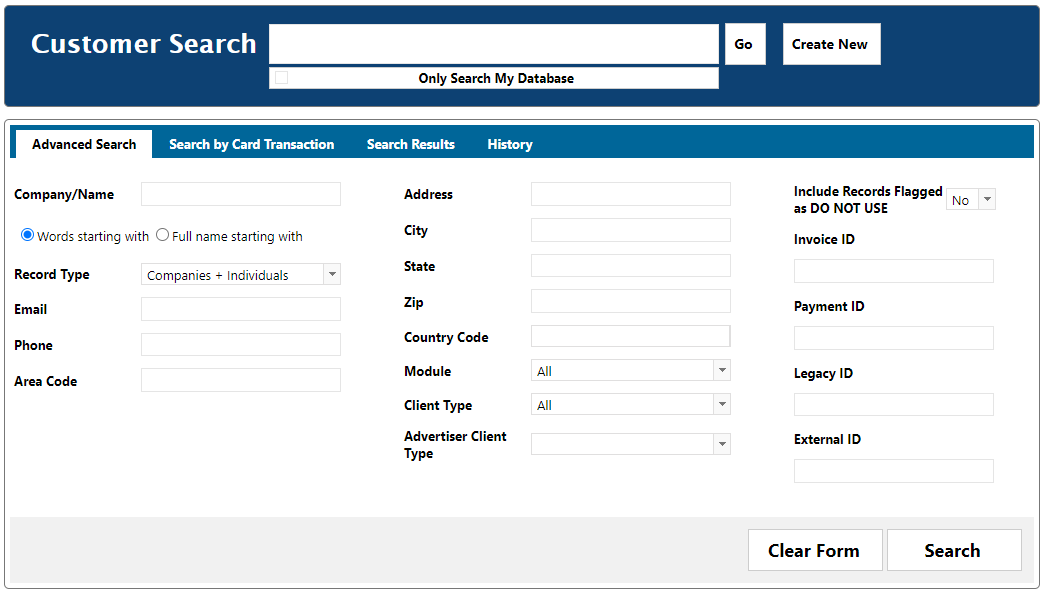 Customer Search
Go
Create New
Only Search My Database
Advanced Search
Search by Card Transaction
Search Results
History
Company/Name
Words starting with
Full name starting with
Record Type
Companies + Individuals
Email
Phone
Area Code
Address
City
State
Zip
Country Code
Module
All
Client Type
All
Advertiser Client
Type
Include Records Flagged
as DO NOT USE
No
Invoice ID
Payment ID
Legacy ID
External ID
Clear Form
Search